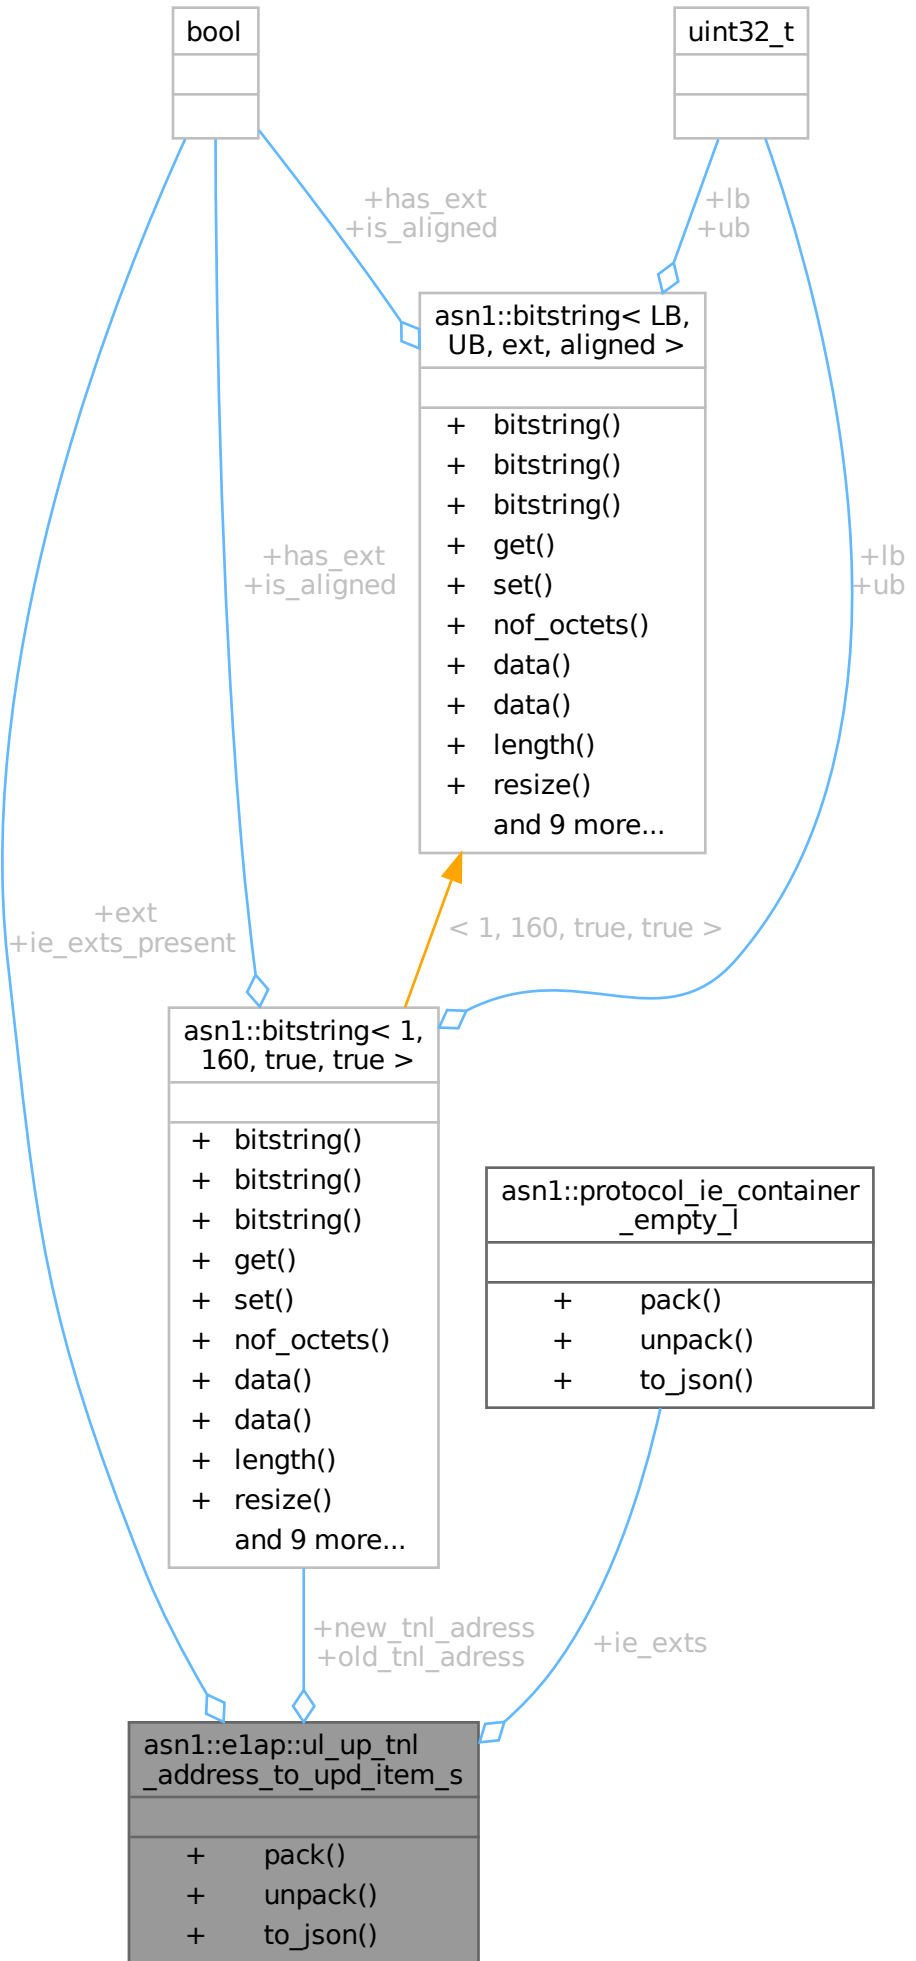 bool
uint32_t
+has_ext
+is_aligned
+lb
+ub
asn1::bitstring< LB,
UB, ext, aligned >
+ bitstring()
+ bitstring()
+ bitstring()
+ get()
+ set()
+ nof_octets()
+ data()
+ data()
+ length()
+ resize()
and 9 more...
+has_ext
+is_aligned
+lb
+ub
+ext
+ie_exts_present
< 1, 160, true, true >
asn1::bitstring< 1,
160, true, true >
+ bitstring()
+ bitstring()
+ bitstring()
+ get()
+ set()
+ nof_octets()
+ data()
+ data()
+ length()
+ resize()
and 9 more...
asn1::protocol_ie_container
_empty_l
+ pack()
+ unpack()
+ to_json()
+new_tnl_adress
+old_tnl_adress
+ie_exts
asn1::e1ap::ul_up_tnl
_address_to_upd_item_s
+ pack()
+ unpack()
+ to_json()